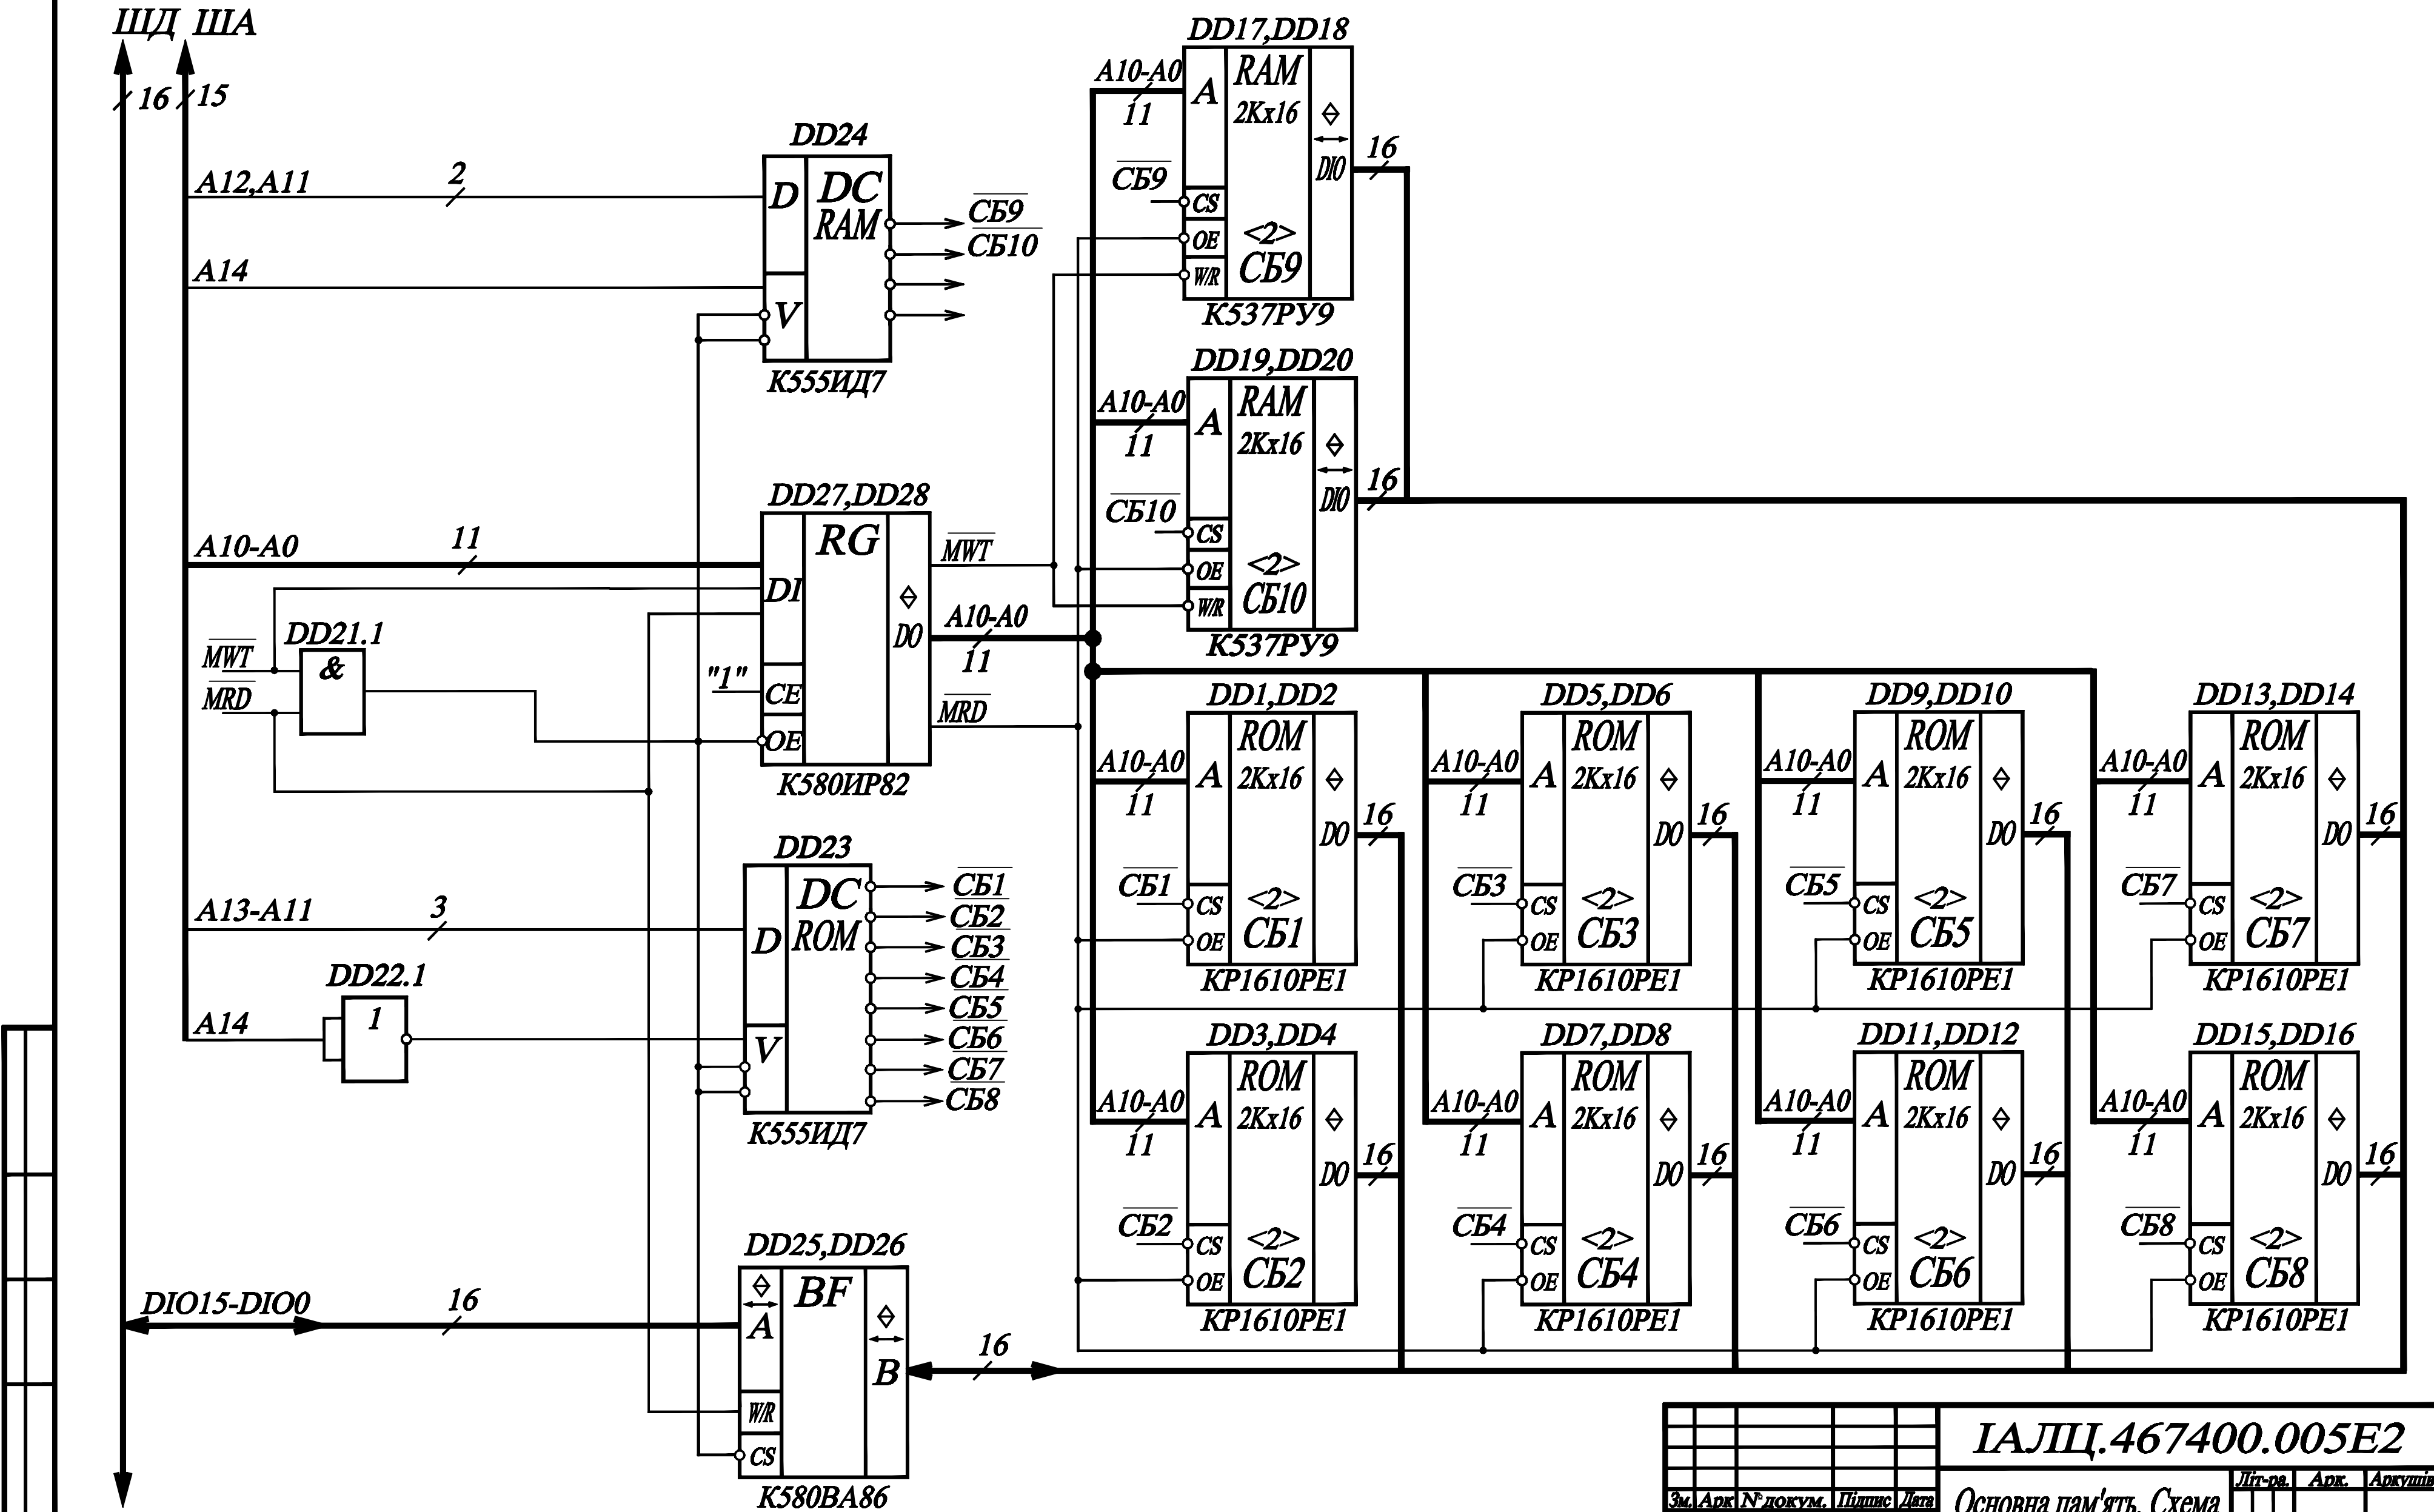 ШД ША
16 15
DD24
A12,A11 2
D DC
RAM
A14
V
СБ9
СБ10
К555ИД7
DD27,DD28
A10-A0 11
DI RG
DO
"1" CE
OE
MWT
A10-A0
11
MRD
К580ИР82
DD21.1
MWT
MRD
&
DD23
A13-A11 3
D DC
ROM
V
СБ1
СБ2
СБ3
СБ4
СБ5
СБ6
СБ7
СБ8
К555ИД7
DD22.1
A14 1
DD25,DD26
DIO15-DIO0 16
A BF
B
W/R
CS
16
К580ВА86
DD17,DD18
A10-A0
11
A RAM
2Kx16
DIO
16
СБ9
CS
OE <2>
W/R СБ9
К537РУ9
DD19,DD20
A10-A0
11
A RAM
2Kx16
DIO
16
СБ10
CS
OE <2>
W/R СБ10
К537РУ9
DD1,DD2
A10-A0
11
A ROM
2Kx16
DO
16
СБ1
CS <2>
OE СБ1
КР1610РЕ1
DD5,DD6
A10-A0
11
A ROM
2Kx16
DO
16
СБ3
CS <2>
OE СБ3
КР1610РЕ1
DD9,DD10
A10-A0
11
A ROM
2Kx16
DO
16
СБ5
CS <2>
OE СБ5
КР1610РЕ1
DD13,DD14
A10-A0
11
A ROM
2Kx16
DO
16
СБ7
CS <2>
OE СБ7
КР1610РЕ1
DD3,DD4
A10-A0
11
A ROM
2Kx16
DO
16
СБ2
CS <2>
OE СБ2
КР1610РЕ1
DD7,DD8
A10-A0
11
A ROM
2Kx16
DO
16
СБ4
CS <2>
OE СБ4
КР1610РЕ1
DD11,DD12
A10-A0
11
A ROM
2Kx16
DO
16
СБ6
CS <2>
OE СБ6
КР1610РЕ1
DD15,DD16
A10-A0
11
A ROM
2Kx16
DO
16
СБ8
CS <2>
OE СБ8
КР1610РЕ1
ІАЛЦ.467400.005Е2
Літ-ра. Арк. Аркушів
Зм. Арк № докум. Підпис Дата
Основна пам'ять. Схема